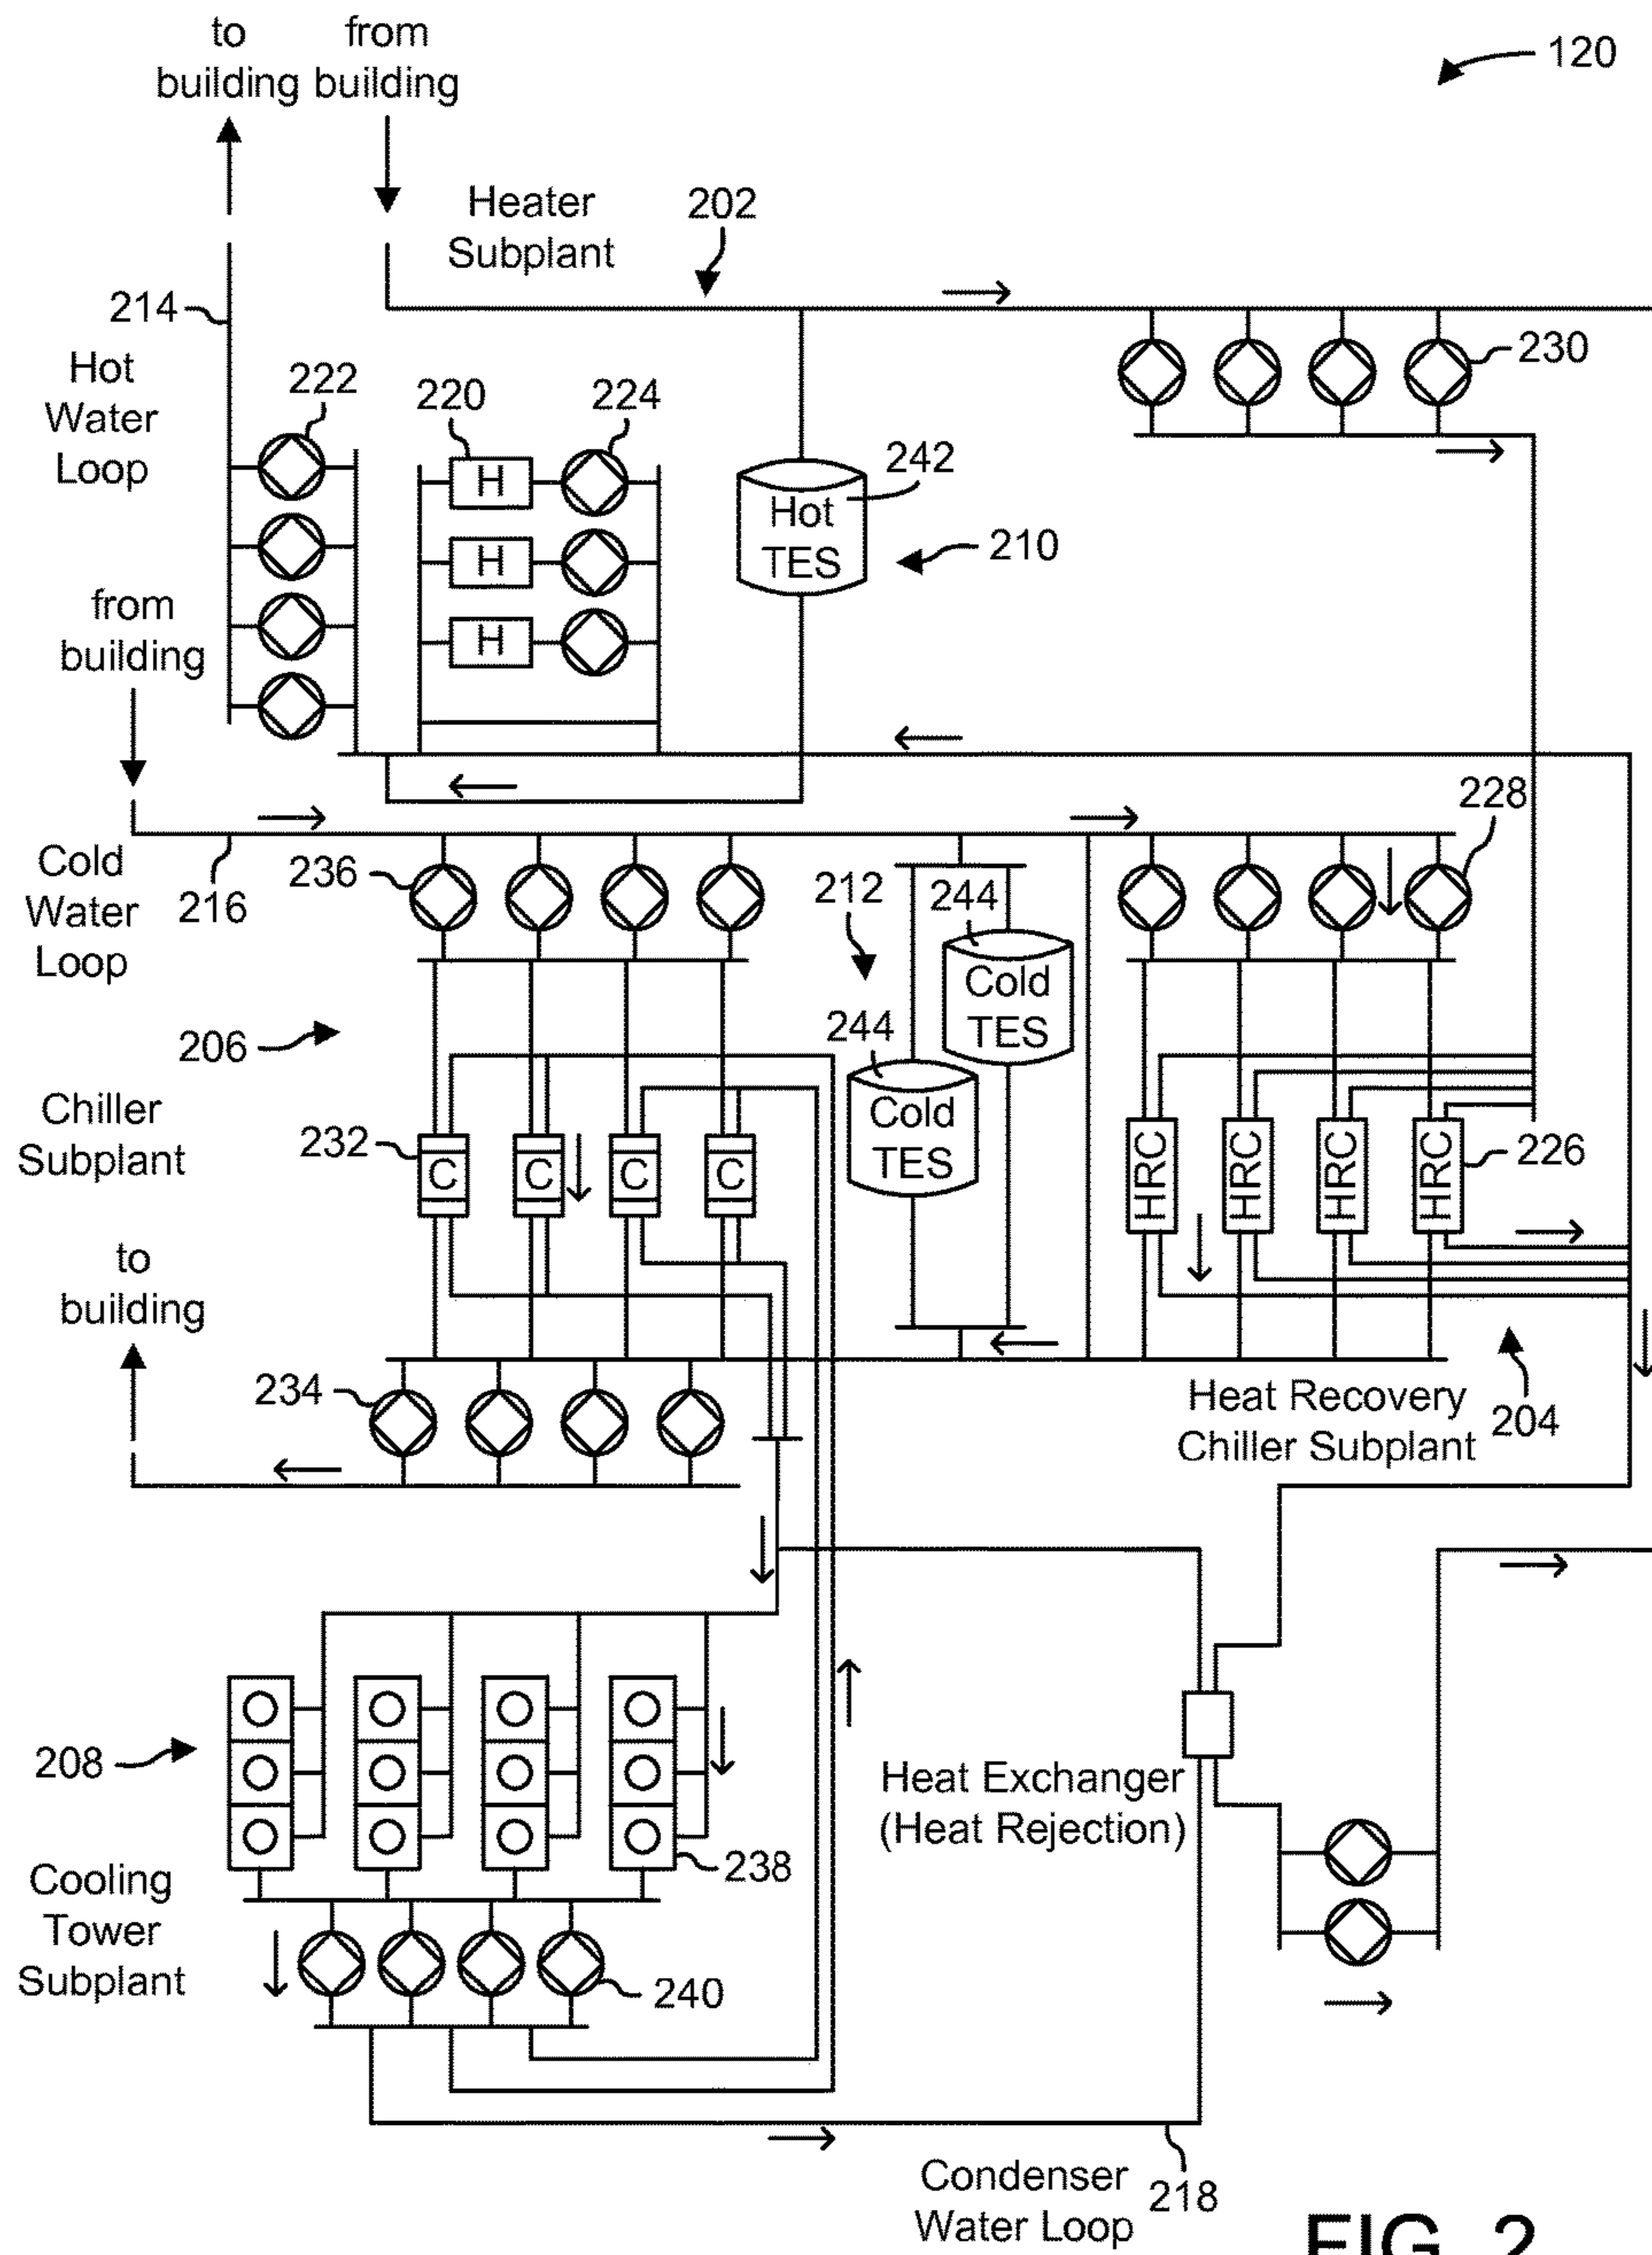 to
building
from
building
120
Heater
Subplant
202
214
Hot
Water
Loop
222
220
224
230
242
Hot
TES
210
H
H
H
from
building
228
Cold
Water
Loop
216
236
212
244
Cold
TES
244
Cold
TES
206
Chiller
Subplant
232
C
C
C
C
HRC
HRC
HRC
HRC
226
to
building
234
Heat Recovery
Chiller Subplant
204
208
Heat Exchanger
(Heat Rejection)
238
Cooling
Tower
Subplant
240
Condenser
Water Loop
218
FIG. 2